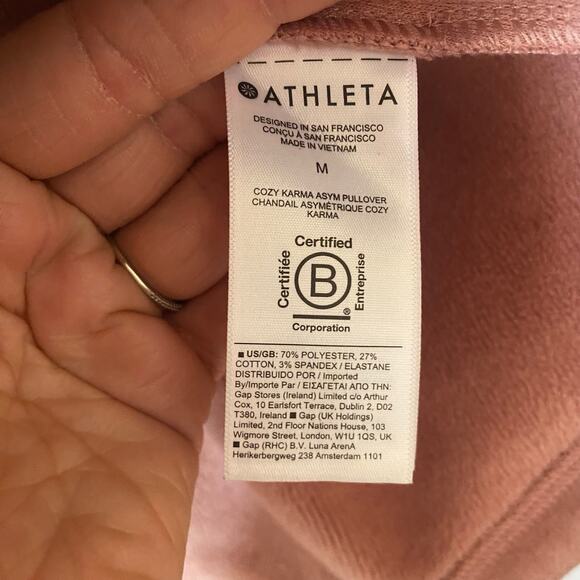 ATHLETA
DESIGNED IN SAN FRANCISCO
CONÇU À SAN FRANCISCO
MADE IN VIETNAM
M
COZY KARMA ASYM PULLOVER
CHANDAIL ASYMÉTRIQUE COZY
KARMA
Certified
Certifiée
B
Entreprise
®
Corporation
■ US/GB: 70% POLYESTER, 27%
COTTON, 3% SPANDEX / ELASTANE
DISTRIBUIDO POR / Imported
By/Importe Par / ΕΙΣΑΓΕΤΑΙ ΑΠΟ ΤΗΝ:
Gap Stores (Ireland) Limited c/o Arthur
Cox, 10 Earlsfort Terrace, Dublin 2, D02
T380, Ireland ■ Gap (UK Holdings)
Limited, 2nd Floor Nations House, 103
Wigmore Street, London, W1U 1QS, UK
■ Gap (RHC) B.V. Luna ArenA
Herikerbergweg 238 Amsterdam 1101